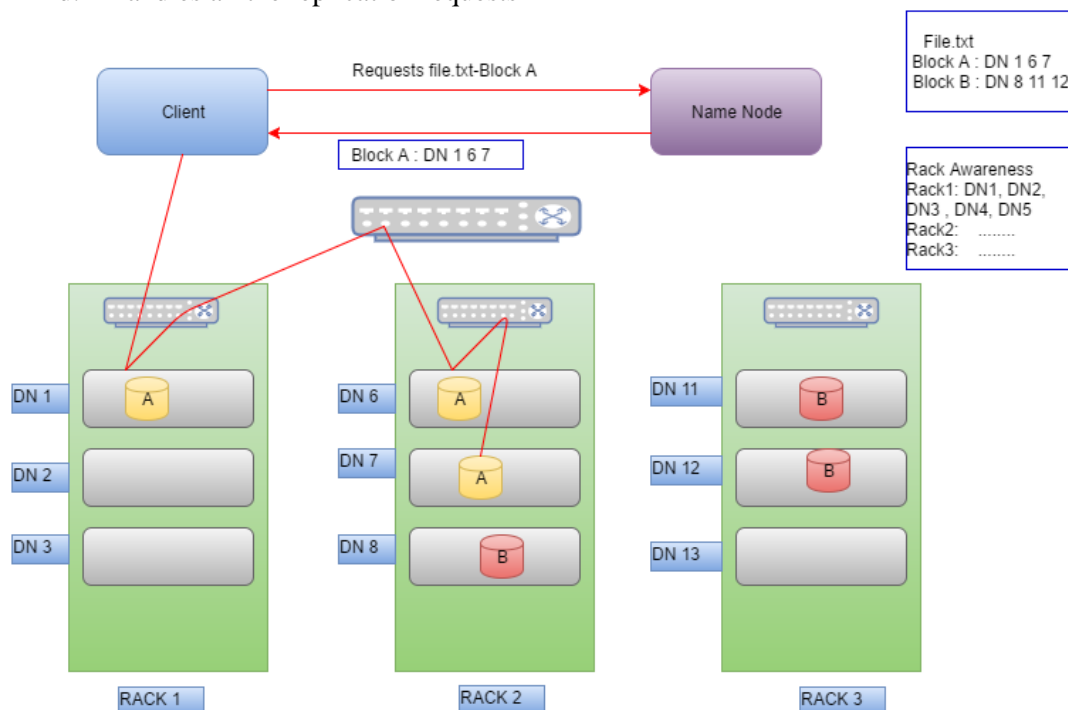 Requests file.txt-Block A
Client
Name Node
Block A : DN 1 6 7
File.txt
Block A : DN 1 6 7
Block B : DN 8 11 12
Rack Awareness
Rack1: DN1, DN2,
DN3 , DN4, DN5
Rack2: ........
Rack3: ........
DN 1
A
DN 2
DN 3
RACK 1
DN 6
A
DN 7
A
DN 8
B
RACK 2
DN 11
B
DN 12
B
DN 13
RACK 3